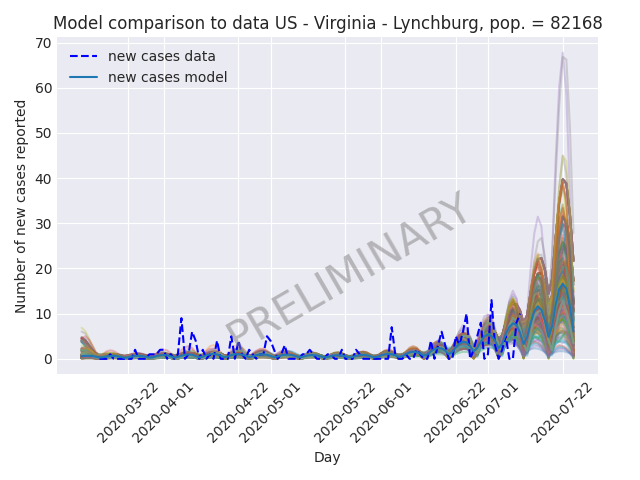 Model comparison to data US - Virginia - Lynchburg, pop. = 82168
70
60
50
40
30
20
10
0
Number of new cases reported
new cases data
new cases model
PRELIMINARY
2020-03-22
2020-04-01
2020-04-22
2020-05-01
2020-05-22
2020-06-01
2020-06-22
2020-07-01
2020-07-22
Day